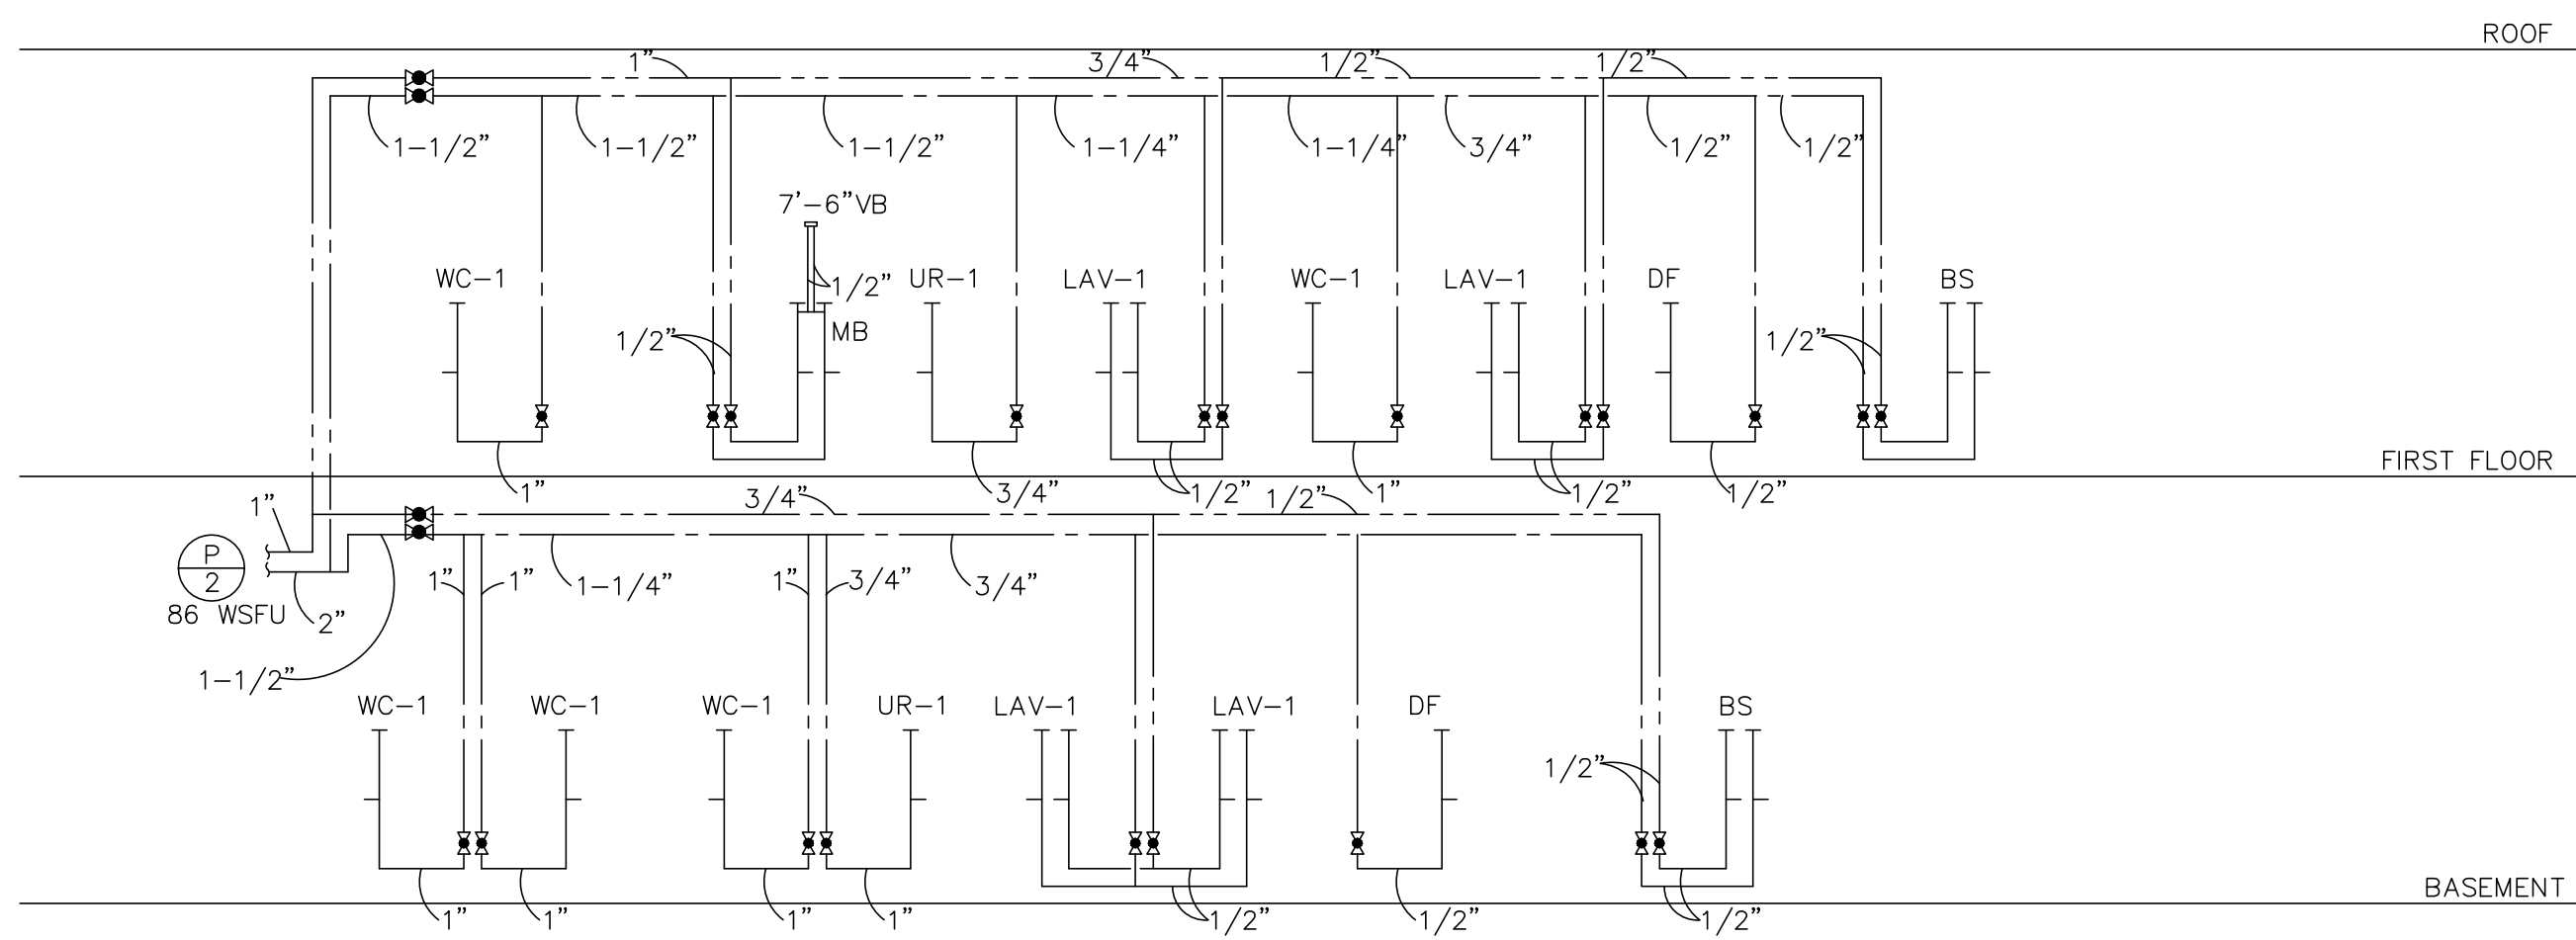 ROOF
1" 3/4" 1/2" 1/2"
1-1/2" 1-1/2" 1-1/2" 1-1/4" 1-1/4" 3/4" 1/2" 1/2"
7'-6"VB
WC-1 1/2" UR-1 LAV-1 WC-1 LAV-1 DF BS
1/2" MB 1/2"
FIRST FLOOR
1" 3/4" 1/2" 1" 1/2" 1/2"
1" 3/4" 1/2"
P
2
86 WSFU
2"
1" 1" 1-1/4" 1" 3/4" 3/4"
1-1/2"
WC-1 WC-1 WC-1 UR-1 LAV-1 LAV-1 DF BS
1/2"
BASEMENT
1" 1" 1" 1" 1/2" 1/2" 1/2"